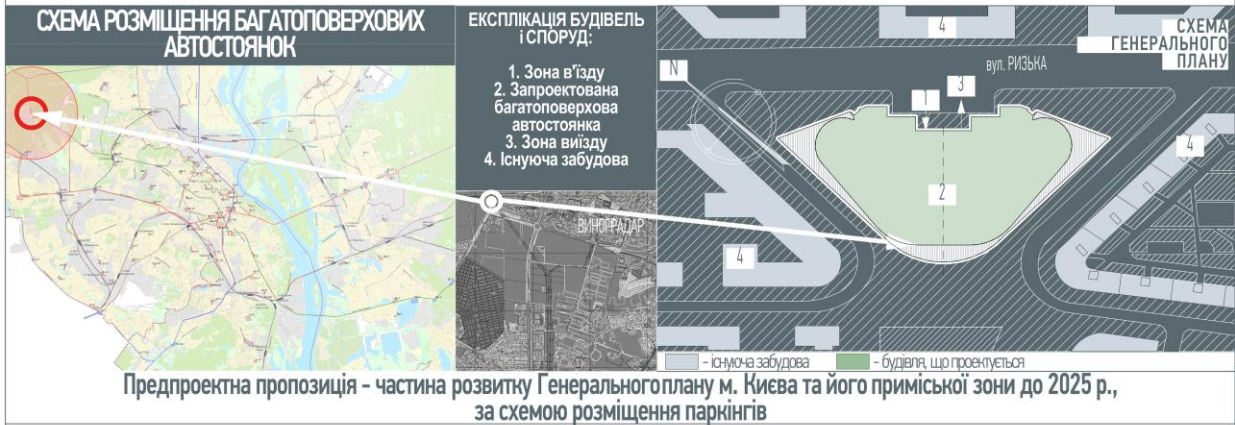 СХЕМА РОЗМІЩЕННЯ БАГАТОПОВЕРХОВИХ
АВТОСТОЯНОК
ЕКСПЛІКАЦІЯ БУДІВЕЛЬ
і СПОРУД:
1. Зона в'їзду
2. Запроектована
багатоповерхова
автостоянка
3. Зона виїзду
4. Існуюча забудова
ВИНОГРАДАР
СХЕМА
ГЕНЕРАЛЬНОГО
ПЛАНУ
4
вул. РИЗЬКА
N
1
3
4
2
4
- існуюча забудова
- будівля, що проектується
Предпроектна пропозиція - частина розвитку Генерального плану м. Києва та його приміської зони до 2025 р.,
за схемою розміщення паркінгів